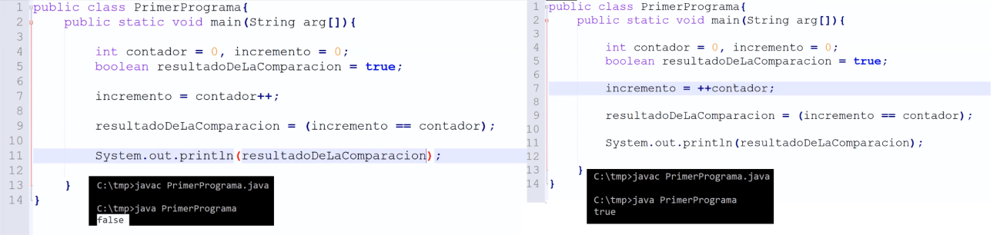 1 public class PrimerPrograma{
2 public static void main(String arg[]){
3
4 int contador = 0, incremento = 0;
5 boolean resultadoDeLaComparacion = true;
6
7 incremento = contador++;
8
9 resultadoDeLaComparacion = (incremento == contador);
10
11 System.out.println(resultadoDeLaComparacion);
12
13 }
14 }
C:\tmp>javac PrimerPrograma.java
C:\tmp>java PrimerPrograma
false
1 public class PrimerPrograma{
2 public static void main(String arg[]){
3
4 int contador = 0, incremento = 0;
5 boolean resultadoDeLaComparacion = true;
6
7 incremento = ++contador;
8
9 resultadoDeLaComparacion = (incremento == contador);
10
11 System.out.println(resultadoDeLaComparacion);
12
13 }
14 }
C:\tmp>javac PrimerPrograma.java
C:\tmp>java PrimerPrograma
true